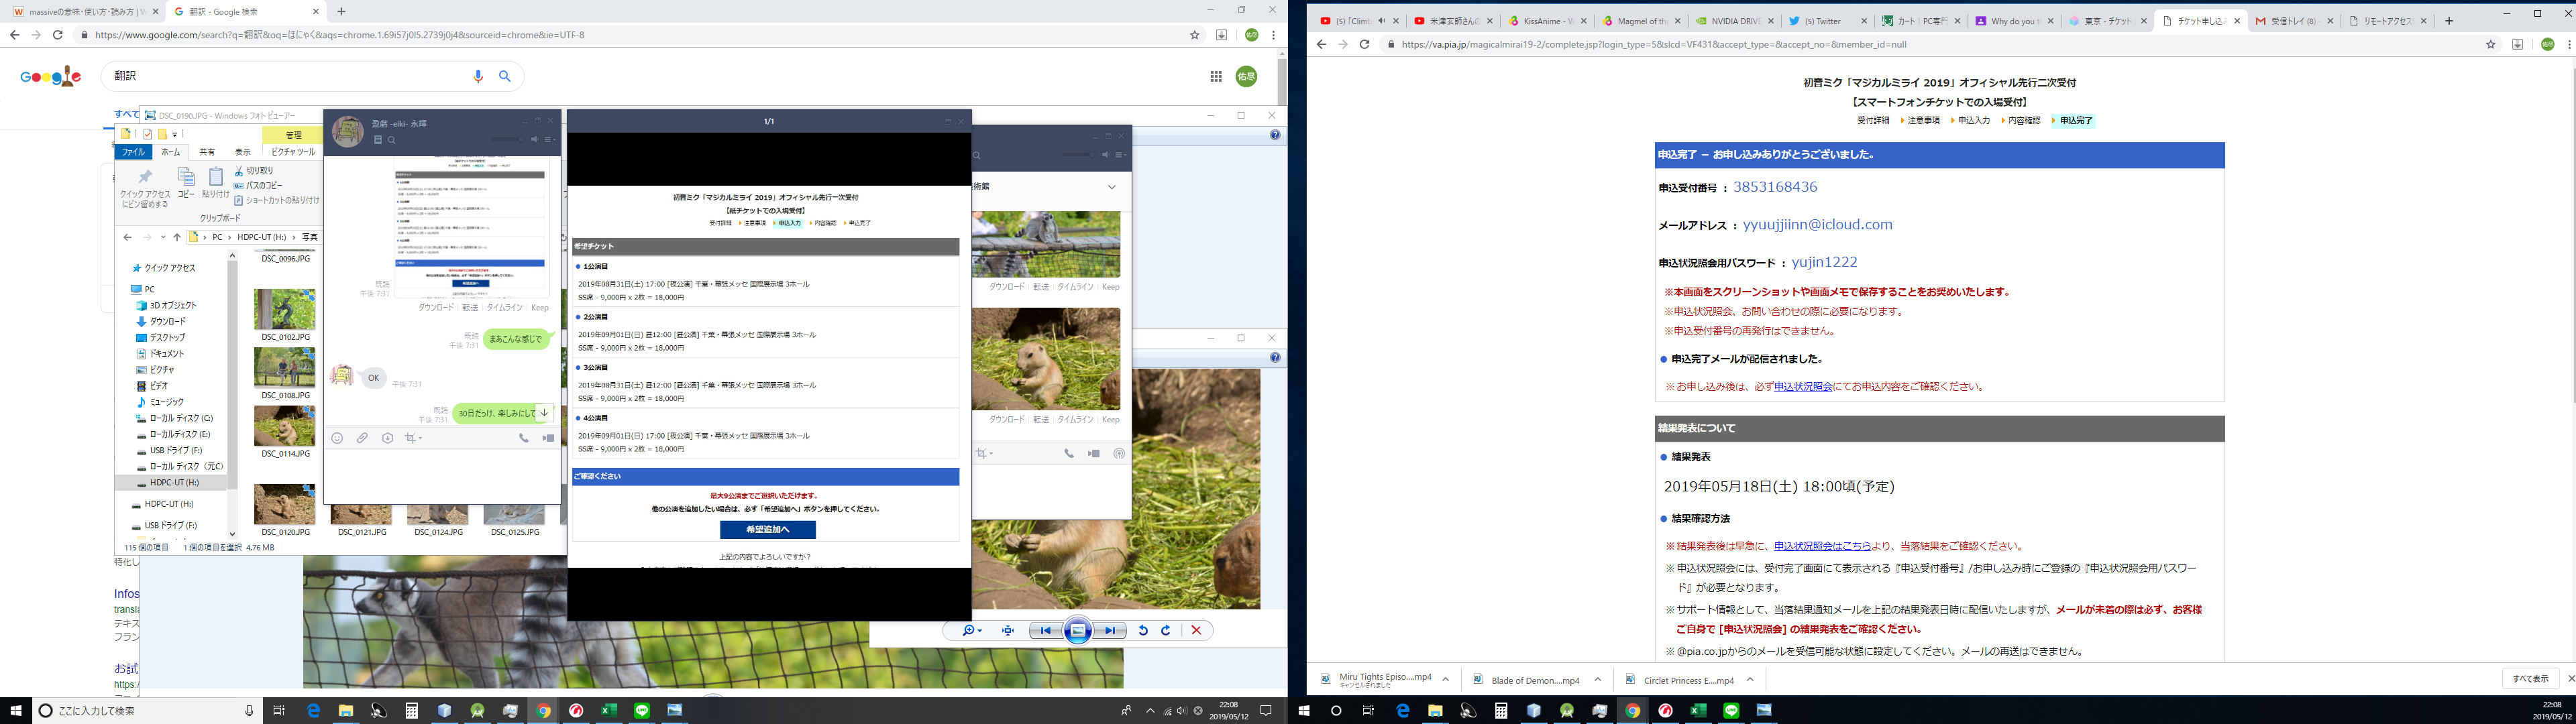 massiveの意味・使い方・読み方 | W
翻訳 - Google 検索
https://www.google.com/search?q=翻訳&oq=ほにゃく&aqs=chrome.1.69i57j0l5.2739j0j4&sourceid=chrome&ie=UTF-8
Google
翻訳
佑尽
すべて
DSC_0190.JPG - Windows フォト ビューアー
管理
ファイル
ホーム
共有
表示
ピクチャ ツール
クイック アクセス
にピン留めする
コピー
貼り付け
切り取り
パスのコピー
ショートカットの貼り付け
クリップボード
PC
HDPC-UT (H:)
写真
クイック アクセス
PC
3D オブジェクト
ダウンロード
デスクトップ
ドキュメント
ピクチャ
ビデオ
ミュージック
ローカル ディスク (C:)
ローカルディスク (E:)
USB ドライブ (F:)
ローカル ディスク（元C）
HDPC-UT (H:)
HDPC-UT (H:)
USB ドライブ (F:)
DSC_0096.JPG
DSC_0102.JPG
DSC_0108.JPG
DSC_0114.JPG
DSC_0120.JPG
DSC_0121.JPG
DSC_0124.JPG
DSC_0125.JPG
115 個の項目
1 個の項目を選択 4.76 MB
特化し
Infos
transla
テキス
フラン
お試
https:/
盈虧 -eiki- 永輝
既読
午後 7:31
ダウンロード | 転送 | タイムライン | Keep
既読
午後 7:31
まあこんな感じで
OK
午後 7:31
既読
午後 7:31
30日だけ、楽しみにして
1/1
初音ミク「マジカルミライ 2019」オフィシャル先行一次受付
【紙チケットでの入場受付】
受付詳細
注意事項
申込入力
内容確認
申込完了
希望チケット
1公演目
2019年08月31日(土) 17:00 [夜公演] 千葉・幕張メッセ 国際展示場 3ホール
SS席 - 9,000円 x 2枚 = 18,000円
2公演目
2019年09月01日(日) 昼12:00 [昼公演] 千葉・幕張メッセ 国際展示場 3ホール
SS席 - 9,000円 x 2枚 = 18,000円
3公演目
2019年08月31日(土) 昼12:00 [昼公演] 千葉・幕張メッセ 国際展示場 3ホール
SS席 - 9,000円 x 2枚 = 18,000円
4公演目
2019年09月01日(日) 17:00 [夜公演] 千葉・幕張メッセ 国際展示場 3ホール
SS席 - 9,000円 x 2枚 = 18,000円
ご確認ください
最大9公演までご選択いただけます。
他の公演を追加したい場合は、必ず「希望追加へ」ボタンを押してください。
希望追加へ
上記の内容でよろしいですか？
術館
ダウンロード | 転送 | タイムライン | Keep
ダウンロード | 転送 | タイムライン | Keep
ここに入力して検索
22:08
2019/05/12
(5)「Climb
米津玄師さんの
KissAnime - W
Magmel of the
NVIDIA DRIVE
(5) Twitter
カート | PC専門
Why do you th
東京 - チケット
チケット申し込み
受信トレイ (8) -
リモートアクセス
https://va.pia.jp/magicalmirai19-2/complete.jsp?login_type=5&slcd=VF431&accept_type=&accept_no=&member_id=null
佑尽
初音ミク「マジカルミライ 2019」オフィシャル先行二次受付
【スマートフォンチケットでの入場受付】
受付詳細
注意事項
申込入力
内容確認
申込完了
申込完了 － お申し込みありがとうございました。
申込受付番号 ： 3853168436
メールアドレス ： yyuujjiinn@icloud.com
申込状況照会用パスワード ： yujin1222
※本画面をスクリーンショットや画面メモで保存することをお奨めいたします。
※申込状況照会、お問い合わせの際に必要になります。
※申込受付番号の再発行はできません。
申込完了メールが配信されました。
※お申し込み後は、必ず申込状況照会にてお申込内容をご確認ください。
結果発表について
結果発表
2019年05月18日(土) 18:00頃(予定)
結果確認方法
※結果発表後は早急に、申込状況照会はこちらより、当落結果をご確認ください。
※申込状況照会には、受付完了画面にて表示される『申込受付番号』/お申し込み時にご登録の『申込状況照会用パスワー
ド』が必要となります。
※サポート情報として、当落結果通知メールを上記の結果発表日時に配信いたしますが、メールが未着の際は必ず、お客様
ご自身で [申込状況照会] の結果発表をご確認ください。
※@pia.co.jpからのメールを受信可能な状態に設定してください。メールの再送はできません。
Miru Tights Episo....mp4
キャンセルされました
Blade of Demon....mp4
Circlet Princess E....mp4
すべて表示
22:08
2019/05/12